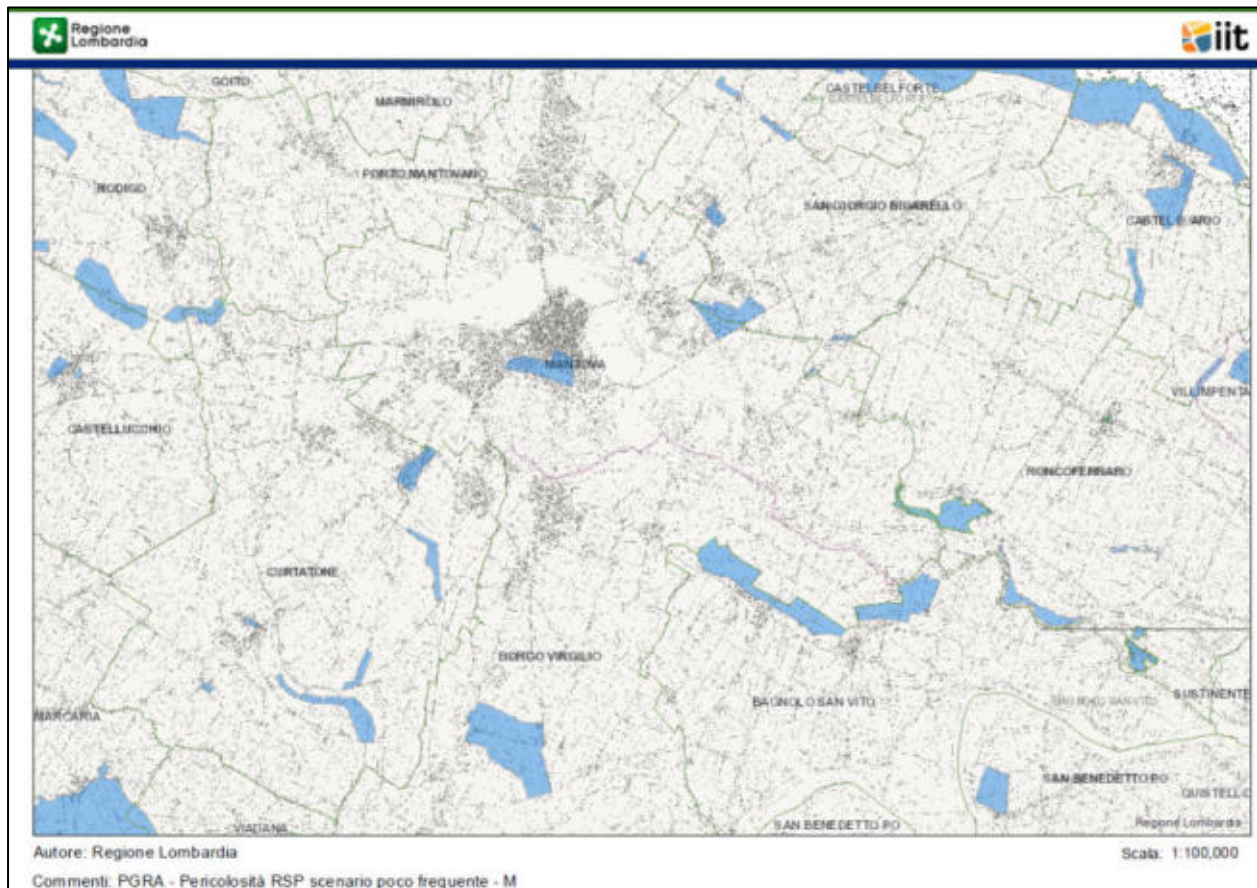 Regione
Lombardia
iit
GOITO
MARMIROLO
CASTELBELFORTE
CASTELBELFORTE
RODIGO
PORTO MANTOVANO
SAN GIORGIO BIGARELLO
CASTEL D'ARIO
MANTOVA
VILLIMPENTA
CASTELLUCCHIO
RONCOFERRARO
CURTATONE
BORGO VIRGILIO
BAGNOLO SAN VITO
SUSTINENTE
MARCARIA
SAN BENEDETTO PO
QUISTELLO
VIADANA
SAN BENEDETTO PO
Regione Lombardia
Autore: Regione Lombardia
Scala: 1:100,000
Commenti: PGRA - Pericolosità RSP scenario poco frequente - M